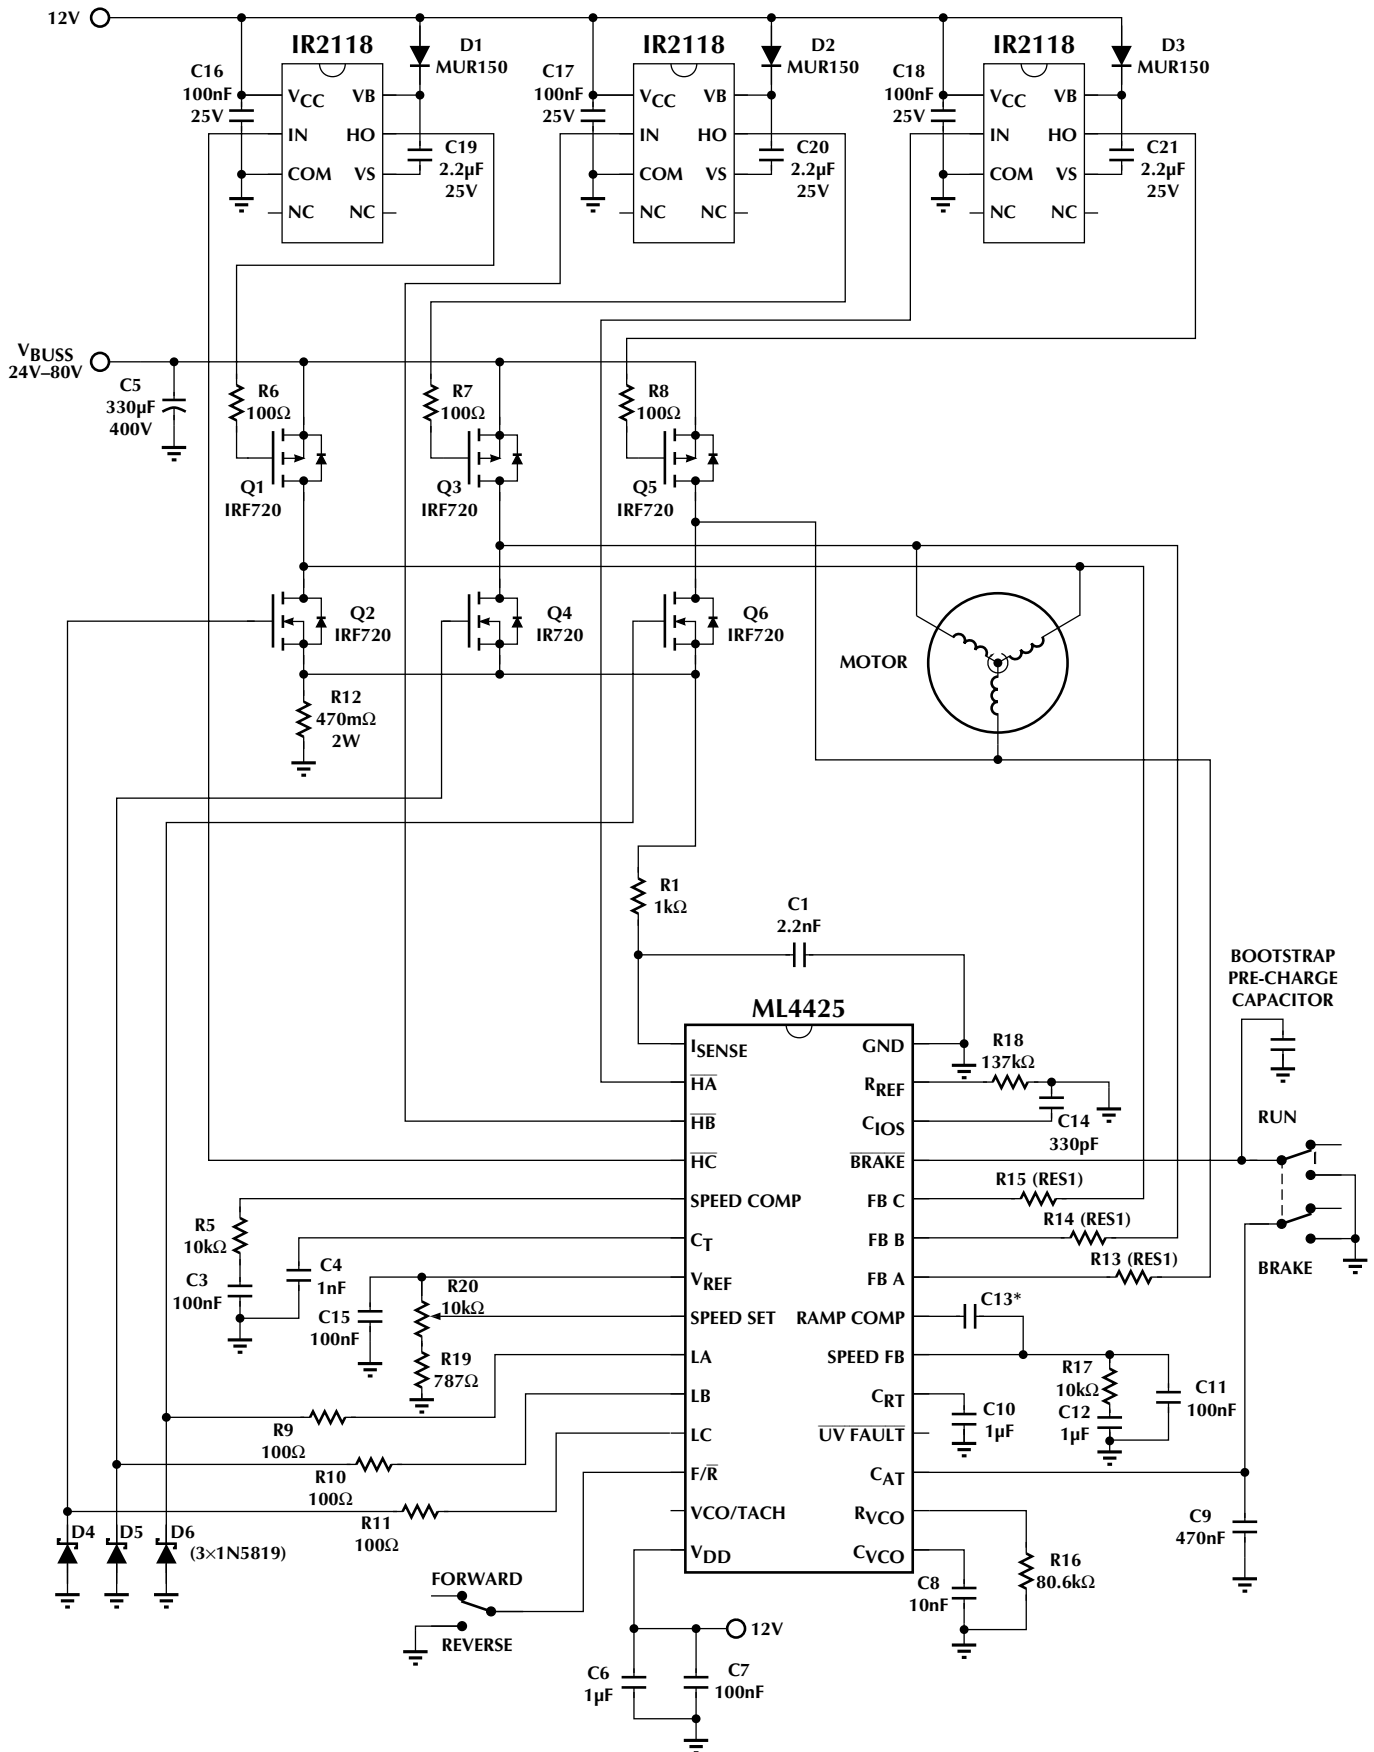 12V
IR2118
D1
MUR150
C16
100nF
25V
VCC
VB
IN
HO
C19
2.2µF
25V
COM
VS
NC
NC
IR2118
D2
MUR150
C17
100nF
25V
VCC
VB
IN
HO
C20
2.2µF
25V
COM
VS
NC
NC
IR2118
D3
MUR150
C18
100nF
25V
VCC
VB
IN
HO
C21
2.2µF
25V
COM
VS
NC
NC
VBUSS
24V–80V
C5
330µF
400V
R6
100Ω
R7
100Ω
R8
100Ω
Q1
IRF720
Q3
IRF720
Q5
IRF720
Q2
IRF720
Q4
IR720
Q6
IRF720
MOTOR
R12
470mΩ
2W
R1
1kΩ
C1
2.2nF
BOOTSTRAP
PRE-CHARGE
CAPACITOR
ML4425
ISENSE
GND
R18
137kΩ
HA
RREF
HB
CIOS
C14
330pF
RUN
HC
BRAKE
SPEED COMP
FB C
R15 (RES1)
R5
10kΩ
CT
FB B
R14 (RES1)
C4
1nF
C3
100nF
VREF
FB A
R13 (RES1)
BRAKE
R20
10kΩ
C15
100nF
SPEED SET
RAMP COMP
C13*
R19
787Ω
LA
SPEED FB
R17
10kΩ
C11
100nF
LB
CRT
C10
1µF
C12
1µF
R9
100Ω
LC
UV FAULT
R10
100Ω
F/R
CAT
R11
100Ω
VCO/TACH
RVCO
C9
470nF
D4
D5
D6
(3×1N5819)
VDD
CVCO
C8
10nF
R16
80.6kΩ
FORWARD
REVERSE
12V
C6
1µF
C7
100nF